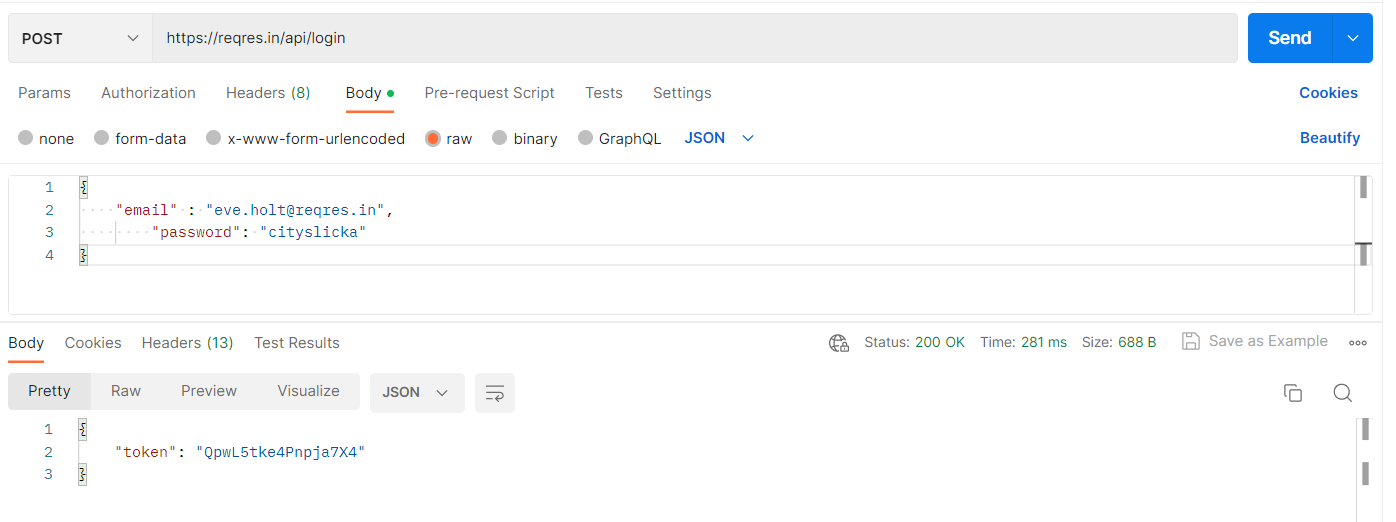 POST https://reqres.in/api/login Send
Params Authorization Headers (8) Body Pre-request Script Tests Settings Cookies
none form-data x-www-form-urlencoded raw binary GraphQL JSON Beautify
1 {
2 "email" : "eve.holt@reqres.in",
3 "password": "cityslicka"
4 }
Body Cookies Headers (13) Test Results Status: 200 OK Time: 281 ms Size: 688 B Save as Example
Pretty Raw Preview Visualize JSON
1 {
2 "token": "QpwL5tke4Pnpja7X4"
3 }